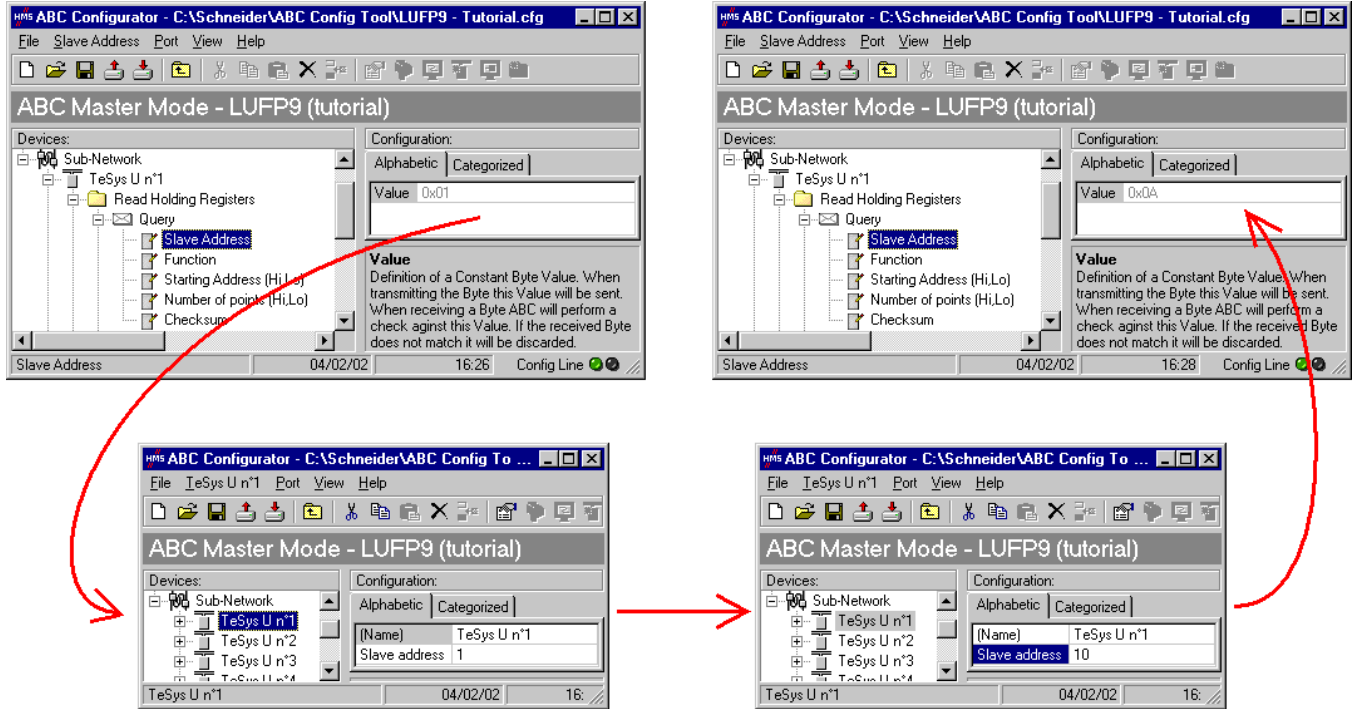 HMS ABC Configurator - C:\Schneider\ABC Config Tool\LUFP9 - Tutorial.cfg
File Slave Address Port View Help
ABC Master Mode - LUFP9 (tutorial)
Devices:
Sub-Network
TeSys U n°1
Read Holding Registers
Query
Slave Address
Function
Starting Address (Hi,Lo)
Number of points (Hi,Lo)
Checksum
Configuration:
Alphabetic Categorized
Value 0x01
Value
Definition of a Constant Byte Value. When
transmitting the Byte this Value will be sent.
When receiving a Byte ABC will perform a
check aginst this Value. If the received Byte
does not match it will be discarded.
Slave Address 04/02/02 16:26 Config Line
HMS ABC Configurator - C:\Schneider\ABC Config Tool\LUFP9 - Tutorial.cfg
File Slave Address Port View Help
ABC Master Mode - LUFP9 (tutorial)
Devices:
Sub-Network
TeSys U n°1
Read Holding Registers
Query
Slave Address
Function
Starting Address (Hi,Lo)
Number of points (Hi,Lo)
Checksum
Configuration:
Alphabetic Categorized
Value 0x0A
Value
Definition of a Constant Byte Value. When
transmitting the Byte this Value will be sent.
When receiving a Byte ABC will perform a
check aginst this Value. If the received Byte
does not match it will be discarded.
Slave Address 04/02/02 16:28 Config Line
HMS ABC Configurator - C:\Schneider\ABC Config To ...
File TeSys U n°1 Port View Help
ABC Master Mode - LUFP9 (tutorial)
Devices:
Sub-Network
TeSys U n°1
TeSys U n°2
TeSys U n°3
TeSys U n°4
Configuration:
Alphabetic Categorized
(Name) TeSys U n°1
Slave address 1
TeSys U n°1 04/02/02 16:
HMS ABC Configurator - C:\Schneider\ABC Config To ...
File TeSys U n°1 Port View Help
ABC Master Mode - LUFP9 (tutorial)
Devices:
Sub-Network
TeSys U n°1
TeSys U n°2
TeSys U n°3
TeSys U n°4
Configuration:
Alphabetic Categorized
(Name) TeSys U n°1
Slave address 10
TeSys U n°1 04/02/02 16: